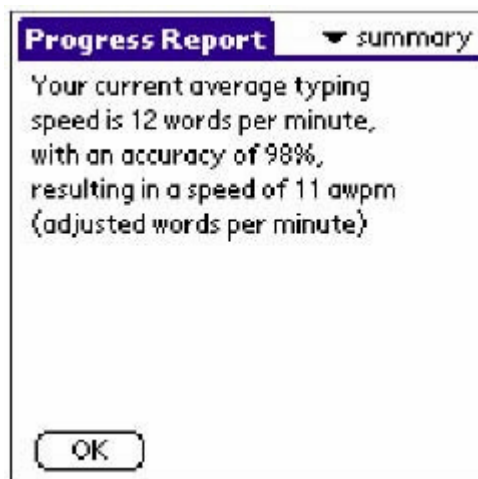 Progress Report summary
Your current average typing
speed is 12 words per minute,
with an accuracy of 98%,
resulting in a speed of 11 awpm
(adjusted words per minute)
OK